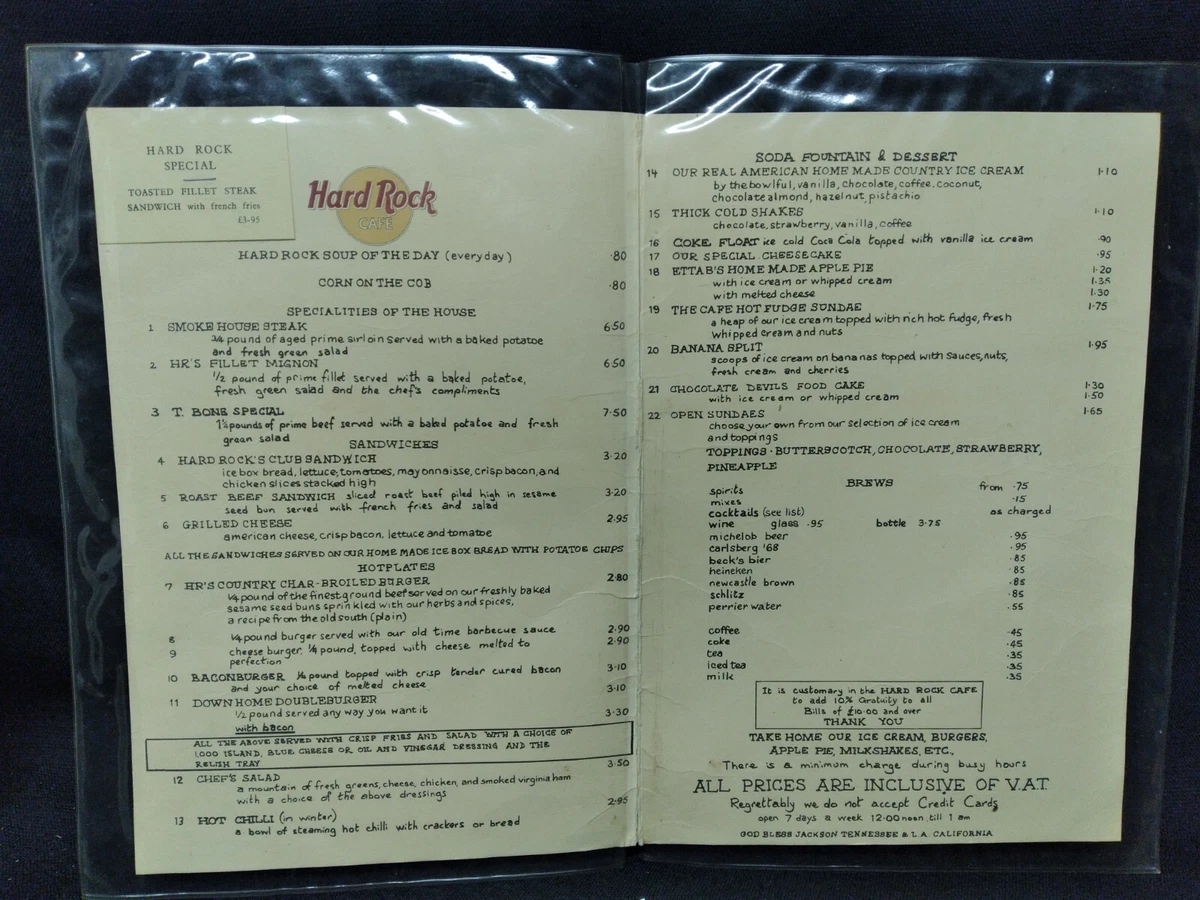 HARD ROCK
SPECIAL
TOASTED FILLET STEAK
SANDWICH with french fries
£3-95
Hard Rock
CAFE
HARD ROCK SOUP OF THE DAY (everyday) ·80
CORN ON THE COB ·80
SPECIALITIES OF THE HOUSE
1 SMOKE HOUSE STEAK 6·50
¾ pound of aged prime sirloin served with a baked potatoe
and fresh green salad
2 HR'S FILLET MIGNON 6·50
½ pound of prime fillet served with a baked potatoe,
fresh green salad and the chef's compliments
3 T. BONE SPECIAL 7·50
pounds of prime beef served with a baked potatoe and fresh
green salad
SANDWICHES
4 HARD ROCK'S CLUB SANDWICH 3·20
ice box bread, lettuce, tomatoes, mayonnaisse, crisp bacon, and
chicken slices stacked high
5 ROAST BEEF SANDWICH sliced roast beef piled high in sesame 3·20
seed bun served with french fries and salad
6 GRILLED CHEESE 2·95
american cheese, crisp bacon, lettuce and tomatoe
ALL THE SANDWICHES SERVED ON OUR HOME MADE ICE BOX BREAD WITH POTATOE CHIPS
HOTPLATES
7 HR'S COUNTRY CHAR-BROILED BURGER 2·80
¼ pound of the finest ground beef served on our freshly baked
sesame seed buns sprinkled with our herbs and spices,
a recipe from the old south (plain)
8 ¼ pound burger served with our old time barbecue sauce 2·90
9 cheese burger, ¼ pound, topped with cheese melted to 2·90
perfection
10 BACONBURGER ¼ pound topped with crisp tender cured bacon 3·10
and your choice of melted cheese
11 DOWN HOME DOUBLEBURGER 3·10
½ pound served any way you want it
with bacon 3·30
ALL THE ABOVE SERVED WITH CRISP FRIES AND SALAD WITH A CHOICE OF
1,000 ISLAND, BLUE CHEESE OR OIL AND VINEGAR DRESSING AND THE
RELISH TRAY
12 CHEF'S SALAD 3·50
a mountain of fresh greens, cheese, chicken, and smoked virginia ham
with a choice of the above dressings
13 HOT CHILLI (in winter) 2·95
a bowl of steaming hot chilli with crackers or bread
SODA FOUNTAIN & DESSERT
14 OUR REAL AMERICAN HOME MADE COUNTRY ICE CREAM 1·10
by the bowlful, vanilla, chocolate, coffee, coconut,
chocolate almond, hazelnut, pistachio
15 THICK COLD SHAKES 1·10
chocolate, strawberry, vanilla, coffee
16 COKE FLOAT ice cold Coca Cola topped with vanilla ice cream ·90
17 OUR SPECIAL CHEESECAKE ·95
18 ETTAB'S HOME MADE APPLE PIE 1·20
with ice cream or whipped cream 1·35
with melted cheese 1·30
19 THE CAFE HOT FUDGE SUNDAE 1·75
a heap of our ice cream topped with rich hot fudge, fresh
whipped cream and nuts
20 BANANA SPLIT 1·95
scoops of ice cream on bananas topped with sauces, nuts,
fresh cream and cherries
21 CHOCOLATE DEVILS FOOD CAKE 1·30
with ice cream or whipped cream 1·50
22 OPEN SUNDAES 1·65
choose your own from our selection of ice cream
and toppings
TOPPINGS · BUTTERSCOTCH, CHOCOLATE, STRAWBERRY,
PINEAPPLE
BREWS
spirits from ·75
mixes ·15
cocktails (see list) as charged
wine glass ·95 bottle 3·75
michelob beer ·95
carlsberg '68 ·95
beck's bier ·85
heineken ·85
newcastle brown ·85
schlitz ·85
perrier water ·55
coffee ·45
coke ·45
tea ·35
iced tea ·35
milk ·35
It is customary in the HARD ROCK CAFE
to add 10% Gratuity to all
Bills of £10·00 and over
THANK YOU
TAKE HOME OUR ICE CREAM, BURGERS,
APPLE PIE, MILKSHAKES, ETC.,
There is a minimum charge during busy hours
ALL PRICES ARE INCLUSIVE OF V.A.T.
Regrettably we do not accept Credit Cards
open 7 days a week 12·00 noon till 1 am
GOD BLESS JACKSON TENNESSEE & L.A. CALIFORNIA